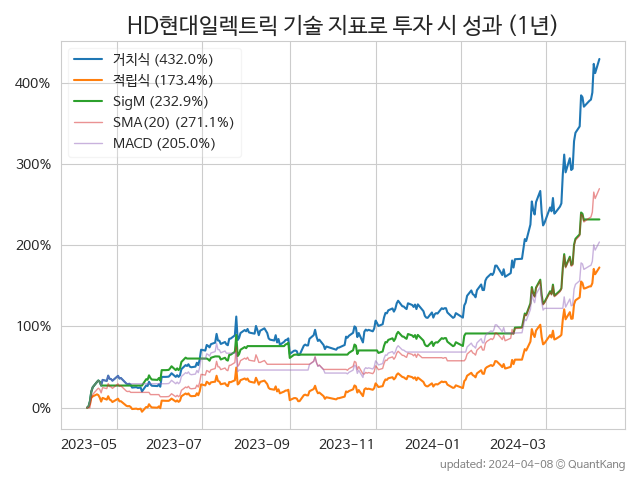 HD현대일렉트릭 기술 지표로 투자 시 성과 (1년)
거치식 (432.0%)
적립식 (173.4%)
SigM (232.9%)
SMA(20) (271.1%)
MACD (205.0%)
400%
300%
200%
100%
0%
2023-05 2023-07 2023-09 2023-11 2024-01 2024-03
updated: 2024-04-08 @ QuantKang